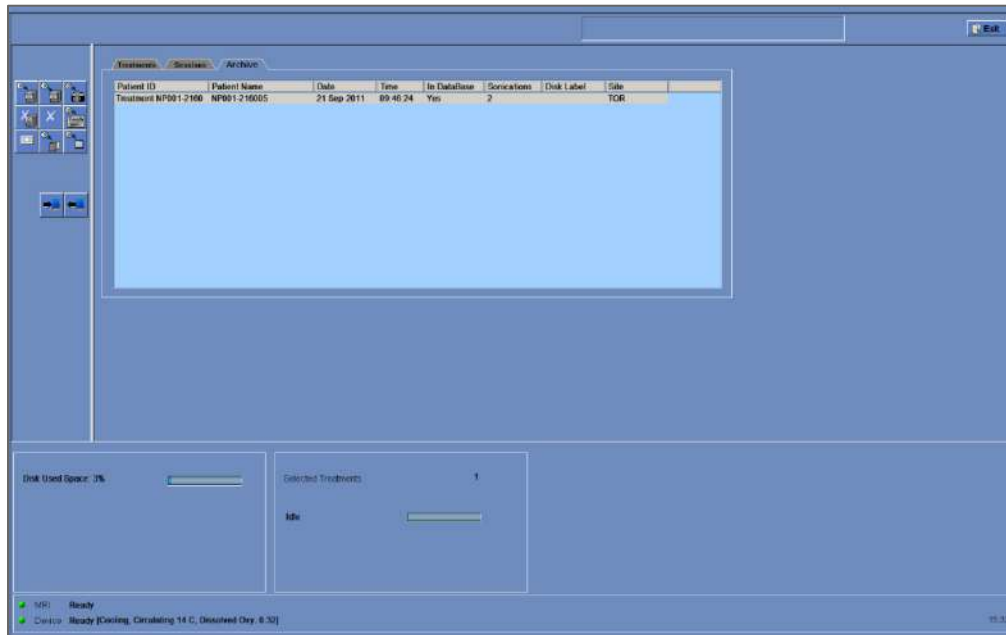 Exit
Treatments Sessions Archive
Patient ID Patient Name Date Time In DataBase Sonications Disk Label Site
Treatment NP001-2160 NP001-216005 21 Sep 2011 09:46:24 Yes 2 TOR
Disk Used Space: 3%
Selected Treatments 1
Idle
MRI Ready
Device Ready [Cooling, Circulating 14 C, Dissolved Oxy. 0.32]